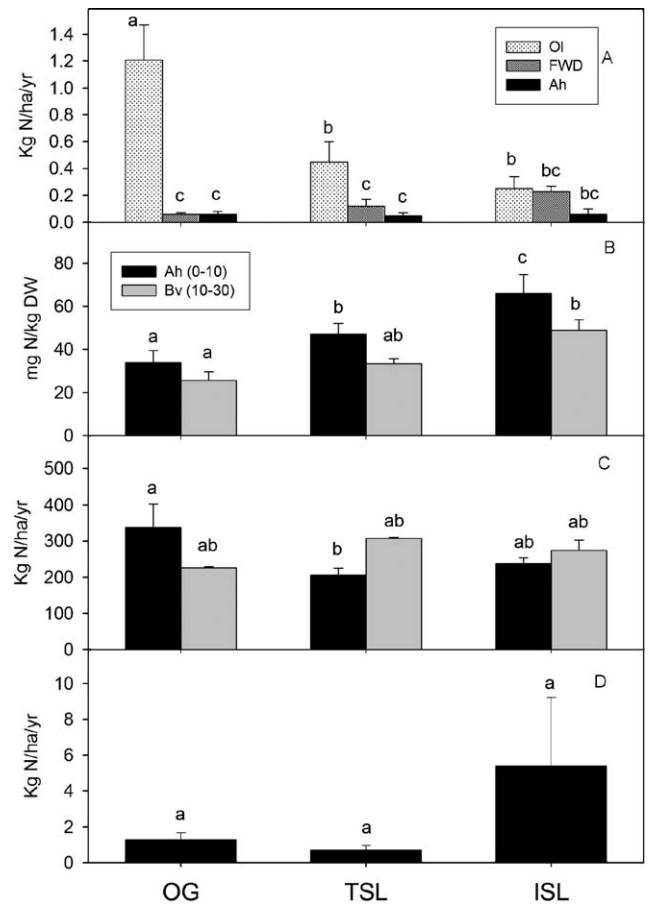 a
1.4
1.2
1.0
0.8
0.6
0.4
0.2
0.0
Kg N/ha/yr
Ol
FWD
Ah
A
c c
b
c
c
b bc
bc
80
60
40
20
0
mg N/kg DW
Ah (0-10)
Bv (10-30)
B
a a
b
ab
c
b
500
400
300
200
100
0
Kg N/ha/yr
C
a
ab
b
ab
ab
ab
10
8
6
4
2
0
Kg N/ha/yr
D
a
a
a
OG TSL ISL